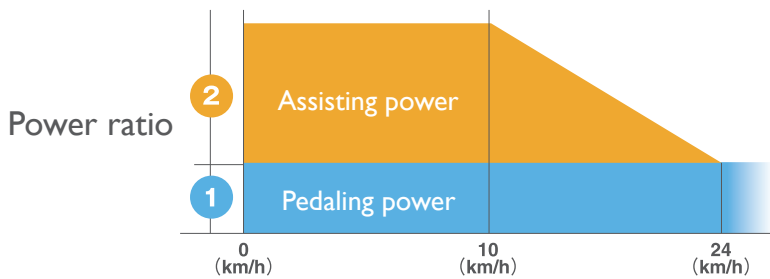 2
Assisting power
Power ratio
1
Pedaling power
0 10 24
(km/h) (km/h) (km/h)